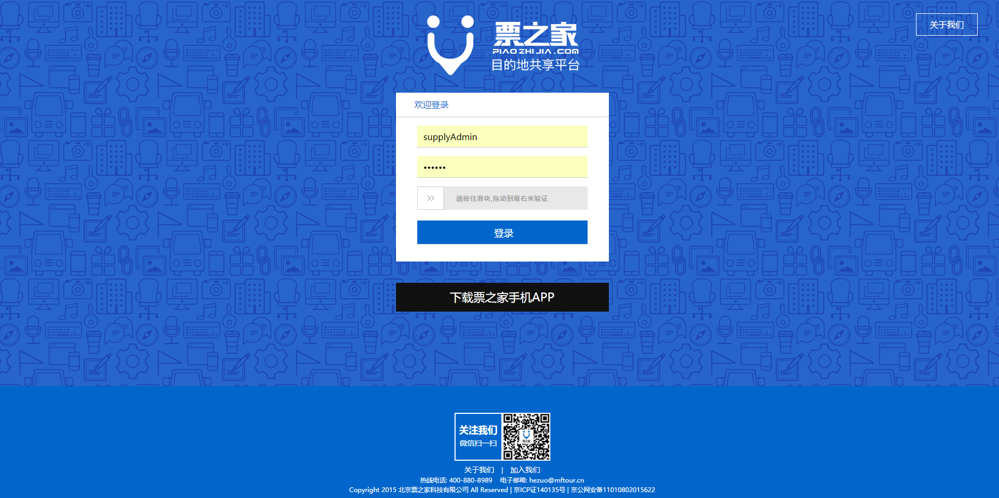 票之家
PIAOZHIJIA.COM
目的地共享平台
关于我们
欢迎登录
supplyAdmin
••••••
>> 请按住滑块,拖动到最右来验证
登录
下载票之家手机APP
关注我们
微信扫一扫
票之家
关于我们 | 加入我们
热线电话: 400-880-8989 电子邮箱: hezuo@mftour.cn
Copyright 2015 北京票之家科技有限公司 All Reserved | 京ICP证140135号 | 京公网安备11010802015622